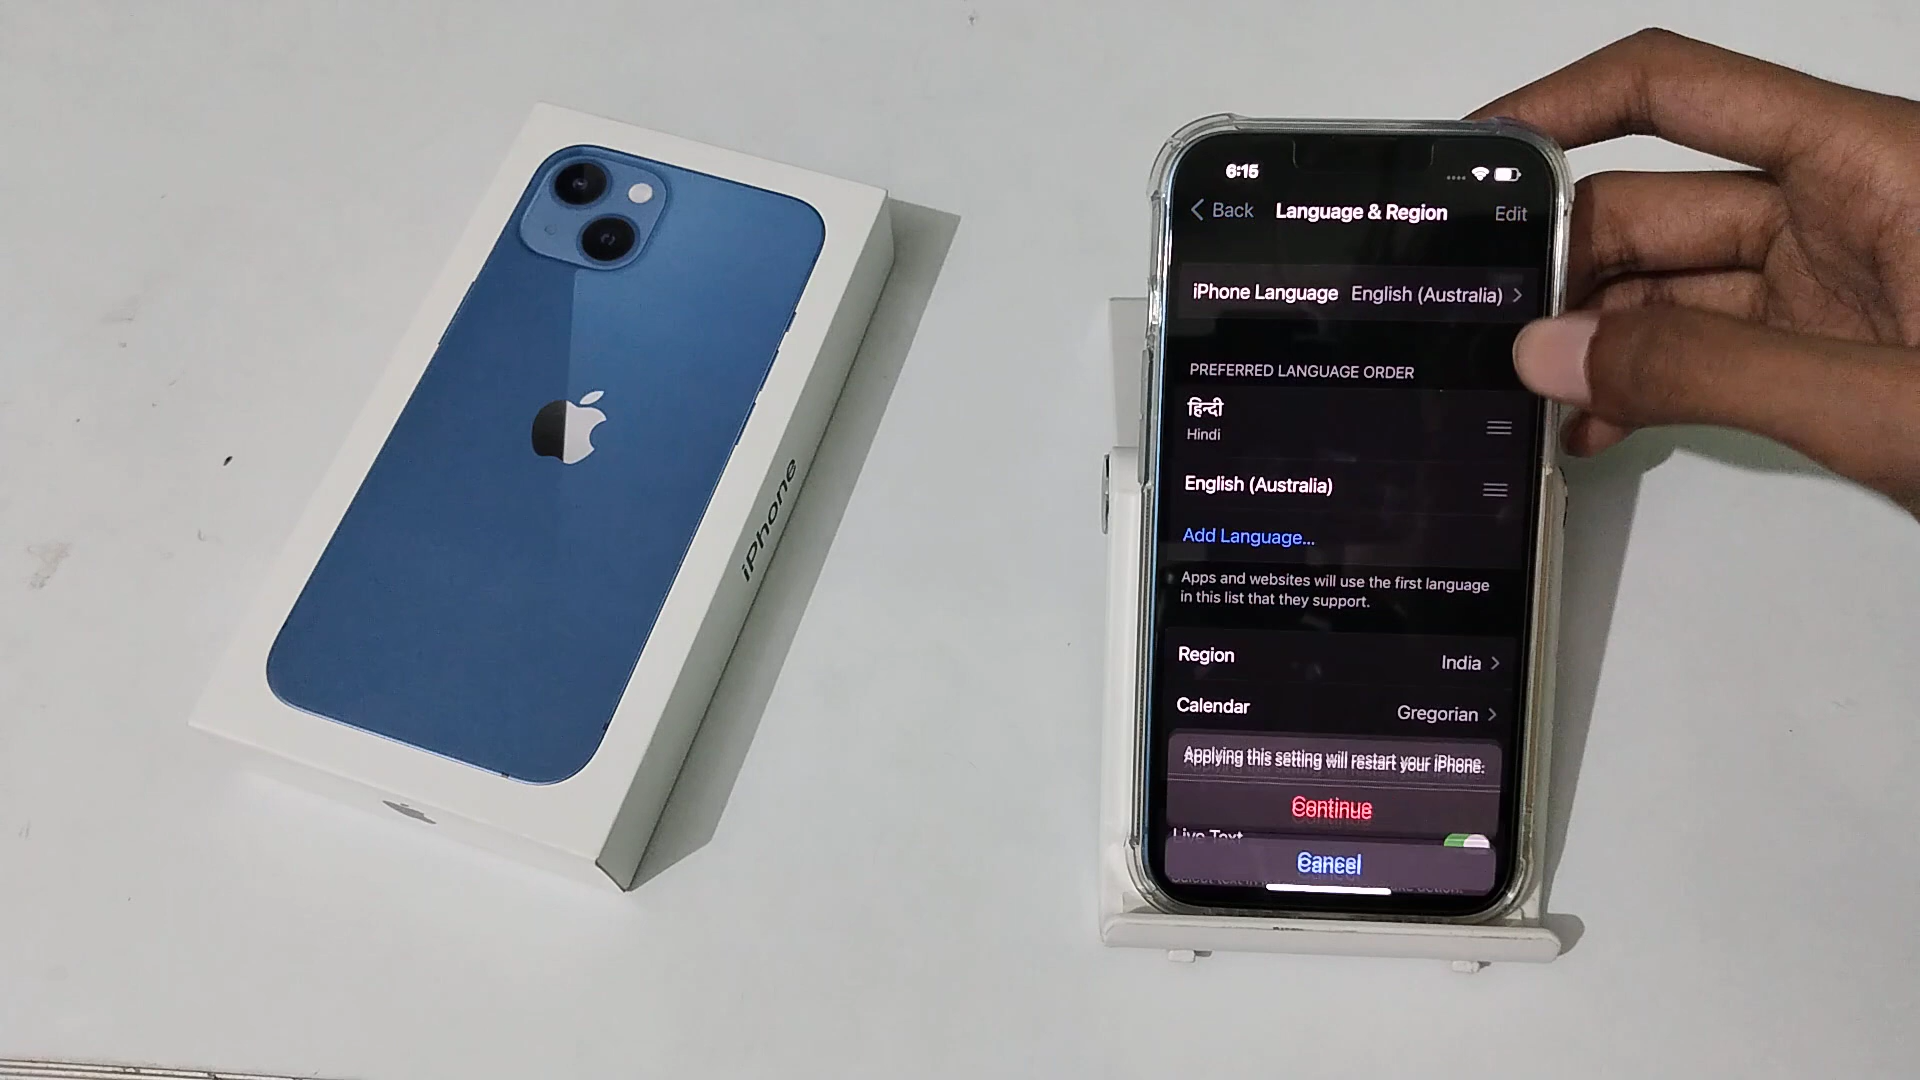 iPhone
6:15
Back
Language & Region
Edit
iPhone Language
English (Australia)
PREFERRED LANGUAGE ORDER
हिन्दी
Hindi
English (Australia)
Add Language...
Apps and websites will use the first language
in this list that they support.
Region
India
Calendar
Gregorian
Applying this setting will restart your iPhone.
Continue
Live Text
Cancel